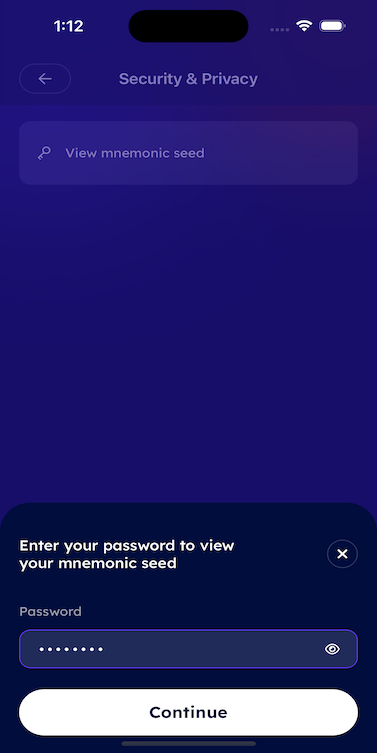 1:12
Security & Privacy
View mnemonic seed
Enter your password to view
your mnemonic seed
Password
••••••••
Continue